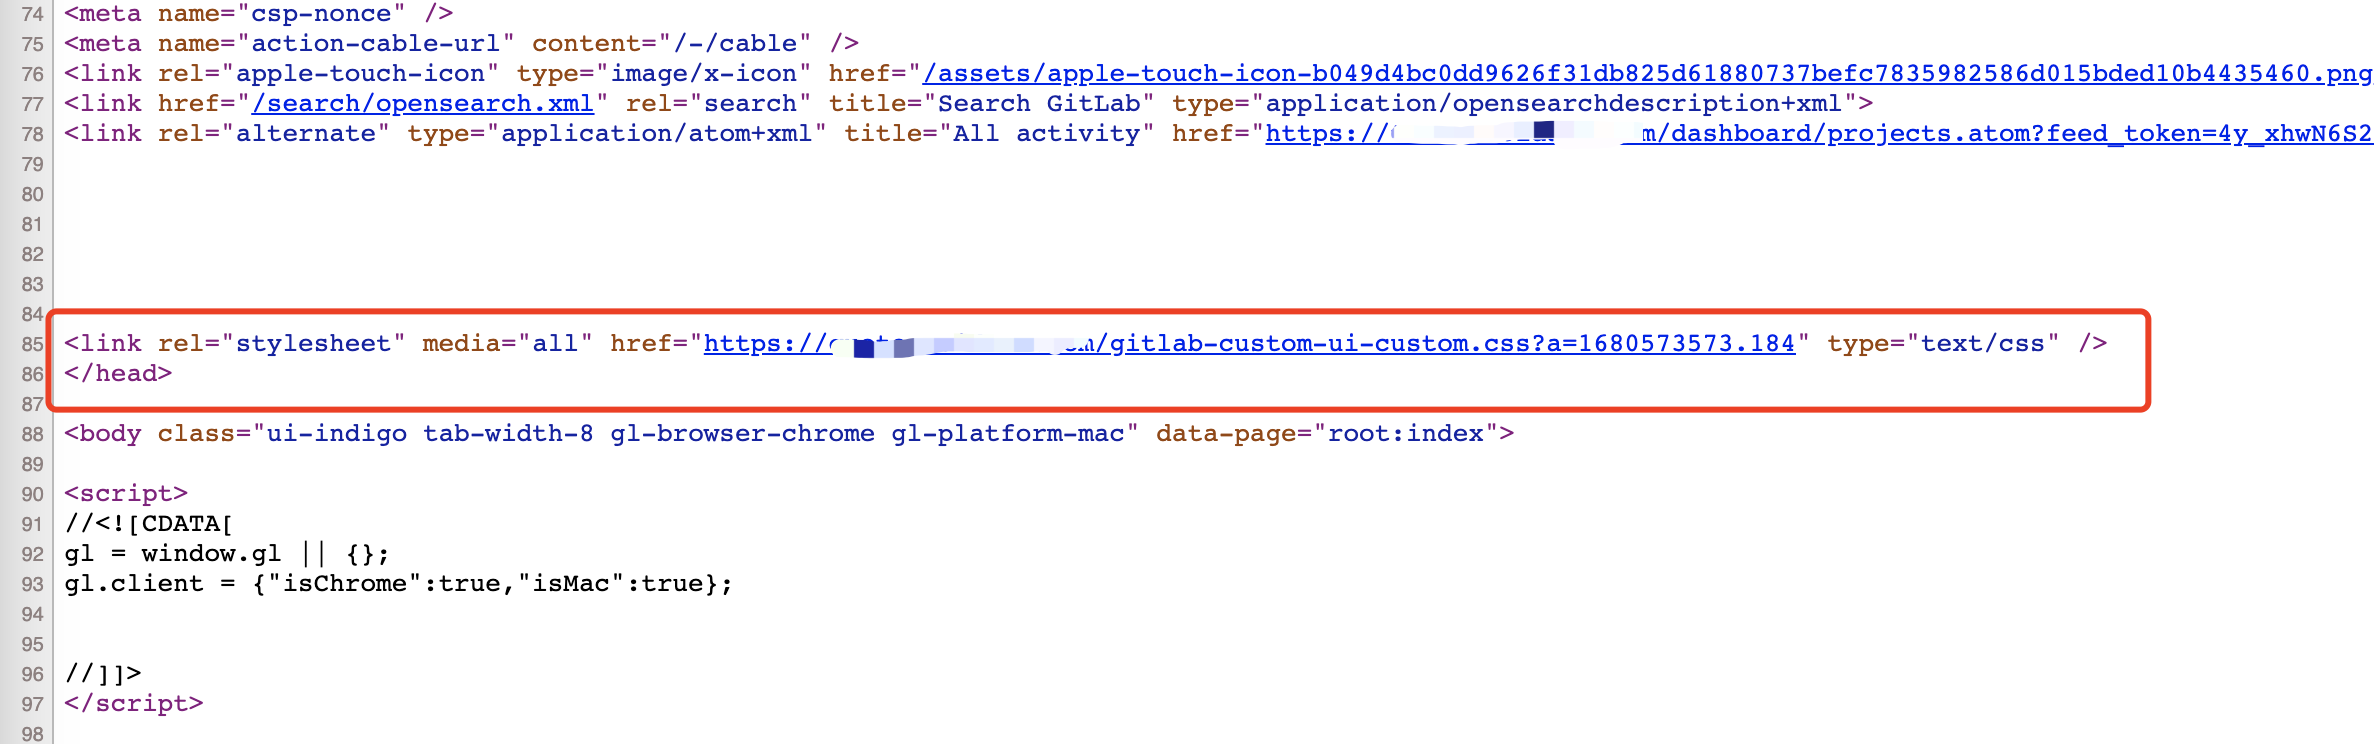 74 <meta name="csp-nonce" />
75 <meta name="action-cable-url" content="/-/cable" />
76 <link rel="apple-touch-icon" type="image/x-icon" href="/assets/apple-touch-icon-b049d4bc0dd9626f31db825d61880737befc7835982586d015bded10b4435460.png
77 <link href="/search/opensearch.xml" rel="search" title="Search GitLab" type="application/opensearchdescription+xml">
78 <link rel="alternate" type="application/atom+xml" title="All activity" href="https:// m/dashboard/projects.atom?feed_token=4y_xhwN6S2
79
80
81
82
83
84
85 <link rel="stylesheet" media="all" href="https:// /gitlab-custom-ui-custom.css?a=1680573573.184" type="text/css" />
86 </head>
87
88 <body class="ui-indigo tab-width-8 gl-browser-chrome gl-platform-mac" data-page="root:index">
89
90 <script>
91 //<![CDATA[
92 gl = window.gl || {};
93 gl.client = {"isChrome":true,"isMac":true};
94
95
96 //]]>
97 </script>
98